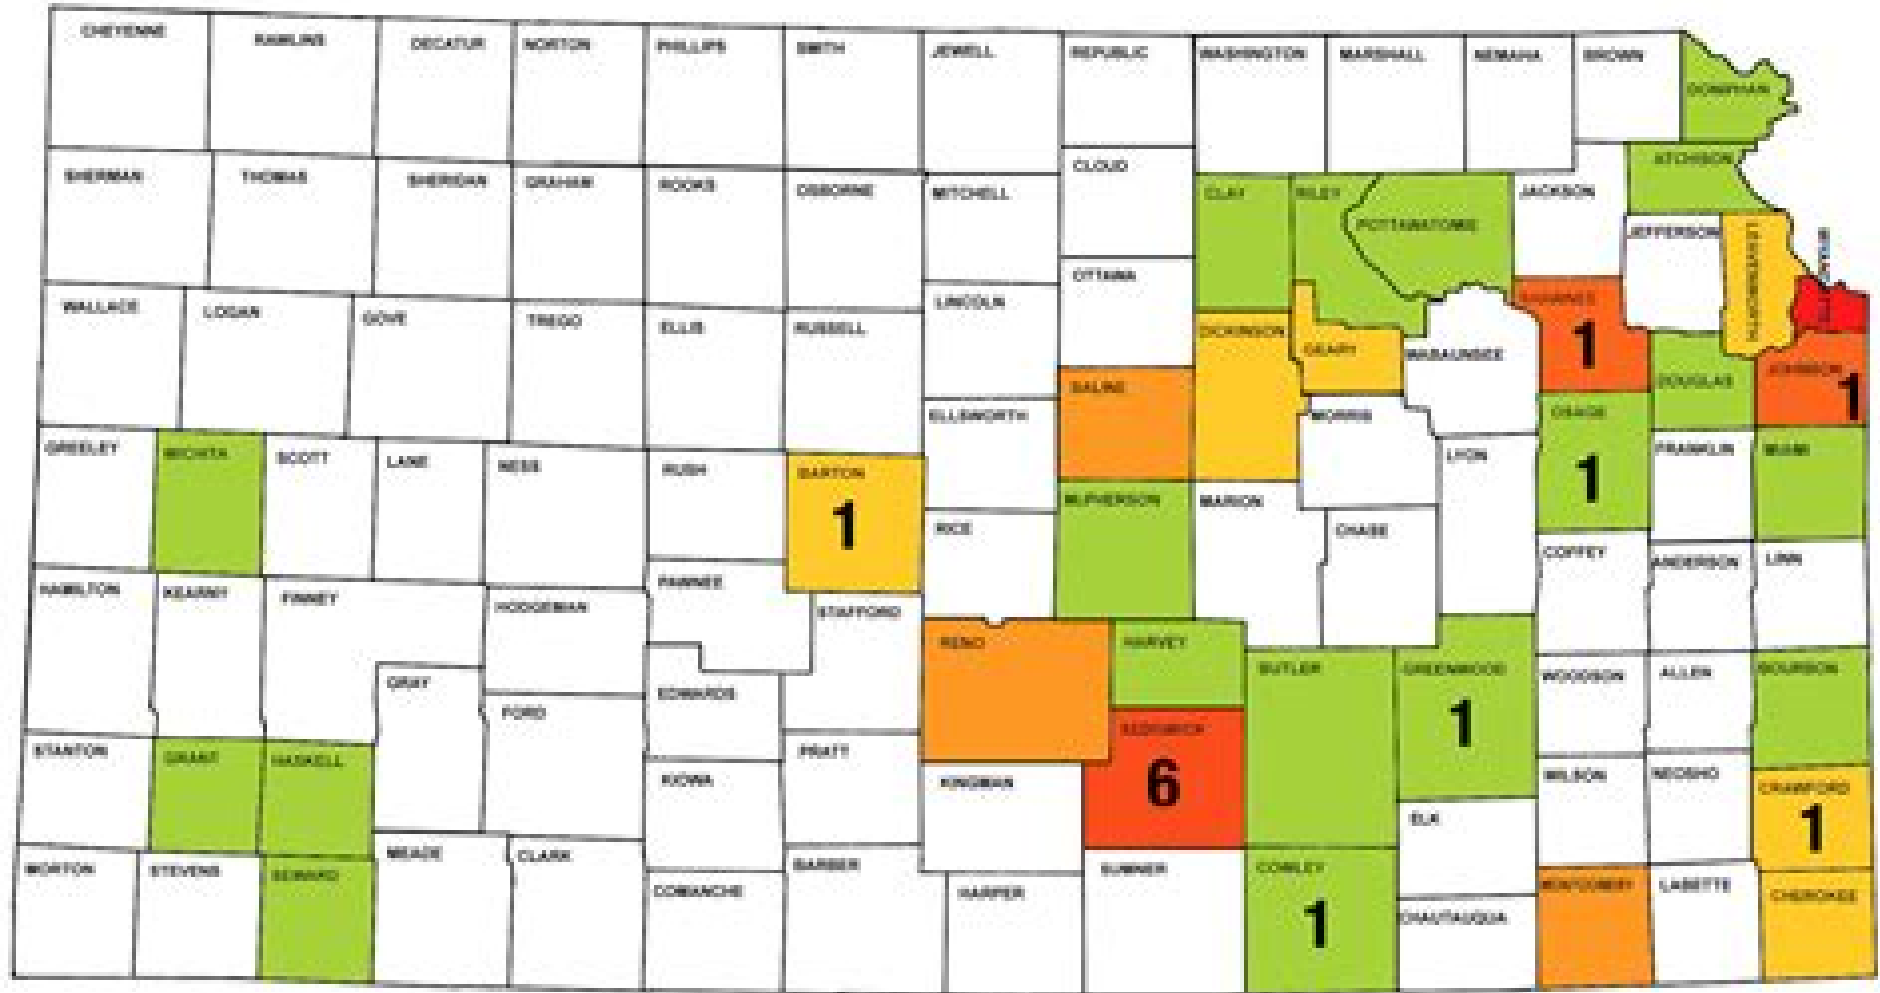 CHEYENNE
RAWLINS
DECATUR
NORTON
PHILLIPS
SMITH
JEWELL
REPUBLIC
WASHINGTON
MARSHALL
NEMAHA
BROWN
DONIPHAN
SHERMAN
THOMAS
SHERIDAN
GRAHAM
ROOKS
OSBORNE
MITCHELL
CLOUD
CLAY
RILEY
POTTAWATOMIE
JACKSON
ATCHISON
JEFFERSON
LEAVENWORTH
WYANDOTTE
WALLACE
LOGAN
GOVE
TREGO
ELLIS
RUSSELL
LINCOLN
OTTAWA
DICKINSON
GEARY
WABAUNSEE
SHAWNEE
1
DOUGLAS
JOHNSON
1
SALINE
ELLSWORTH
MORRIS
OSAGE
1
GREELEY
WICHITA
SCOTT
LANE
NESS
RUSH
BARTON
1
RICE
MCPHERSON
MARION
CHASE
LYON
FRANKLIN
MIAMI
HAMILTON
KEARNY
FINNEY
HODGEMAN
PAWNEE
STAFFORD
COFFEY
ANDERSON
LINN
GRAY
FORD
EDWARDS
RENO
HARVEY
BUTLER
GREENWOOD
1
WOODSON
ALLEN
BOURBON
STANTON
GRANT
HASKELL
KIOWA
PRATT
KINGMAN
SEDGWICK
6
ELK
WILSON
NEOSHO
CRAWFORD
1
MORTON
STEVENS
SEWARD
MEADE
CLARK
COMANCHE
BARBER
HARPER
SUMNER
COWLEY
1
CHAUTAUQUA
MONTGOMERY
LABETTE
CHEROKEE